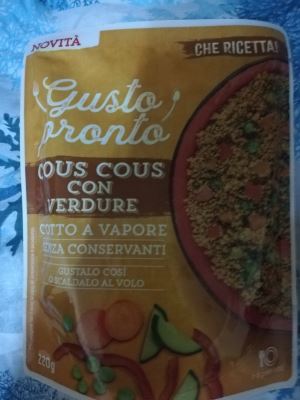 NOVITÀ
CHE RICETTA!
Gusto
pronto
COUS COUS
CON
VERDURE
COTTO A VAPORE
SENZA CONSERVANTI
GUSTALO COSÌ
O SCALDALO AL VOLO
220g